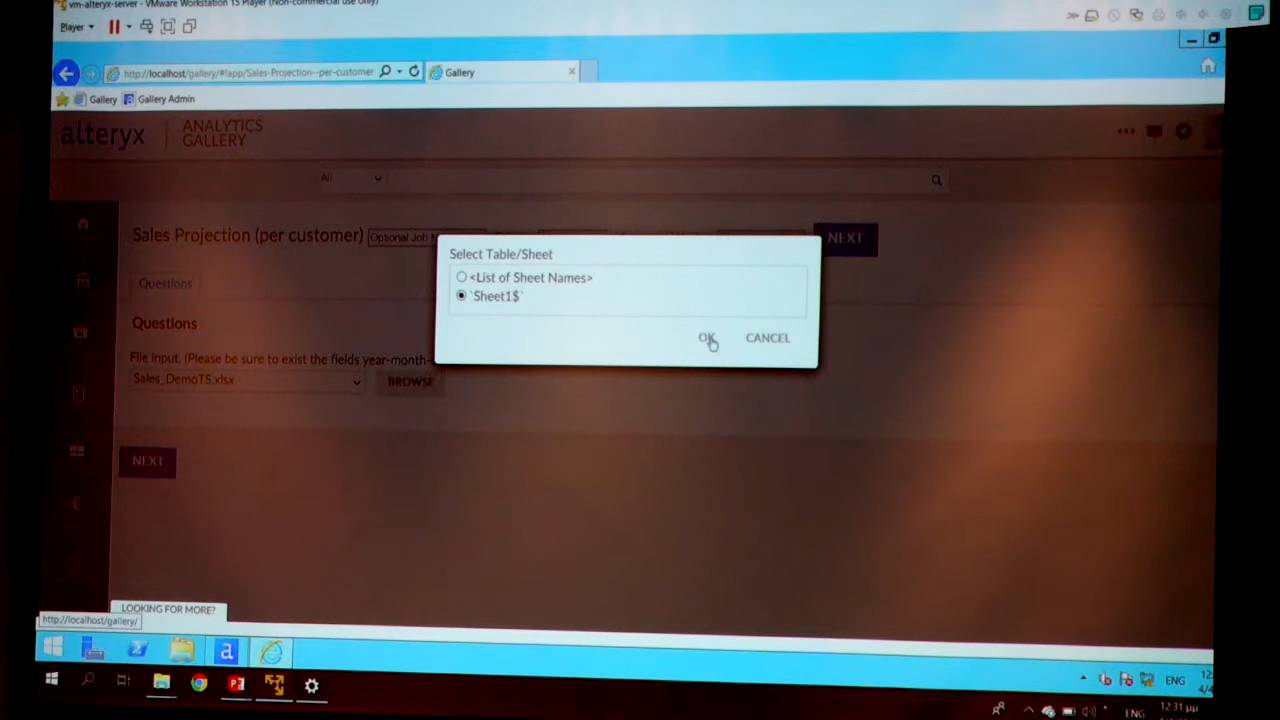 vm-alteryx-server - VMware Workstation 15 Player (Non-commercial use only)
Player
http://localhost/gallery/#!app/Sales-Projection--per-customer
Gallery
Gallery
Gallery Admin
alteryx
ANALYTICS
GALLERY
All
Sales Projection (per customer)
Optional Job
NEXT
Questions
Questions
File input. (Please be sure to exist the fields year-month-
Sales_DemoTS.xlsx
BROWSE
NEXT
Select Table/Sheet
<List of Sheet Names>
`Sheet1$`
OK
CANCEL
LOOKING FOR MORE?
http://localhost/gallery/
ENG
12:
4/4
ENG
12:31 μμ